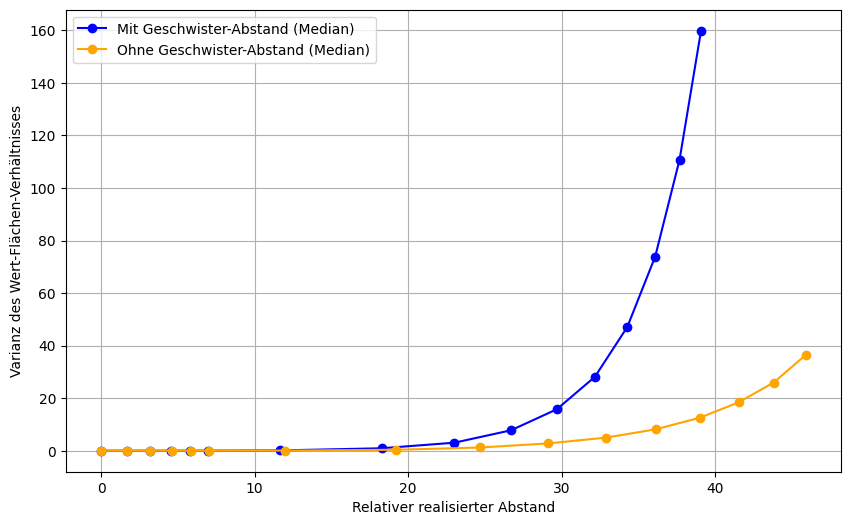 Mit Geschwister-Abstand (Median)
Ohne Geschwister-Abstand (Median)
Varianz des Wert-Flächen-Verhältnisses
160
140
120
100
80
60
40
20
0
0 10 20 30 40
Relativer realisierter Abstand